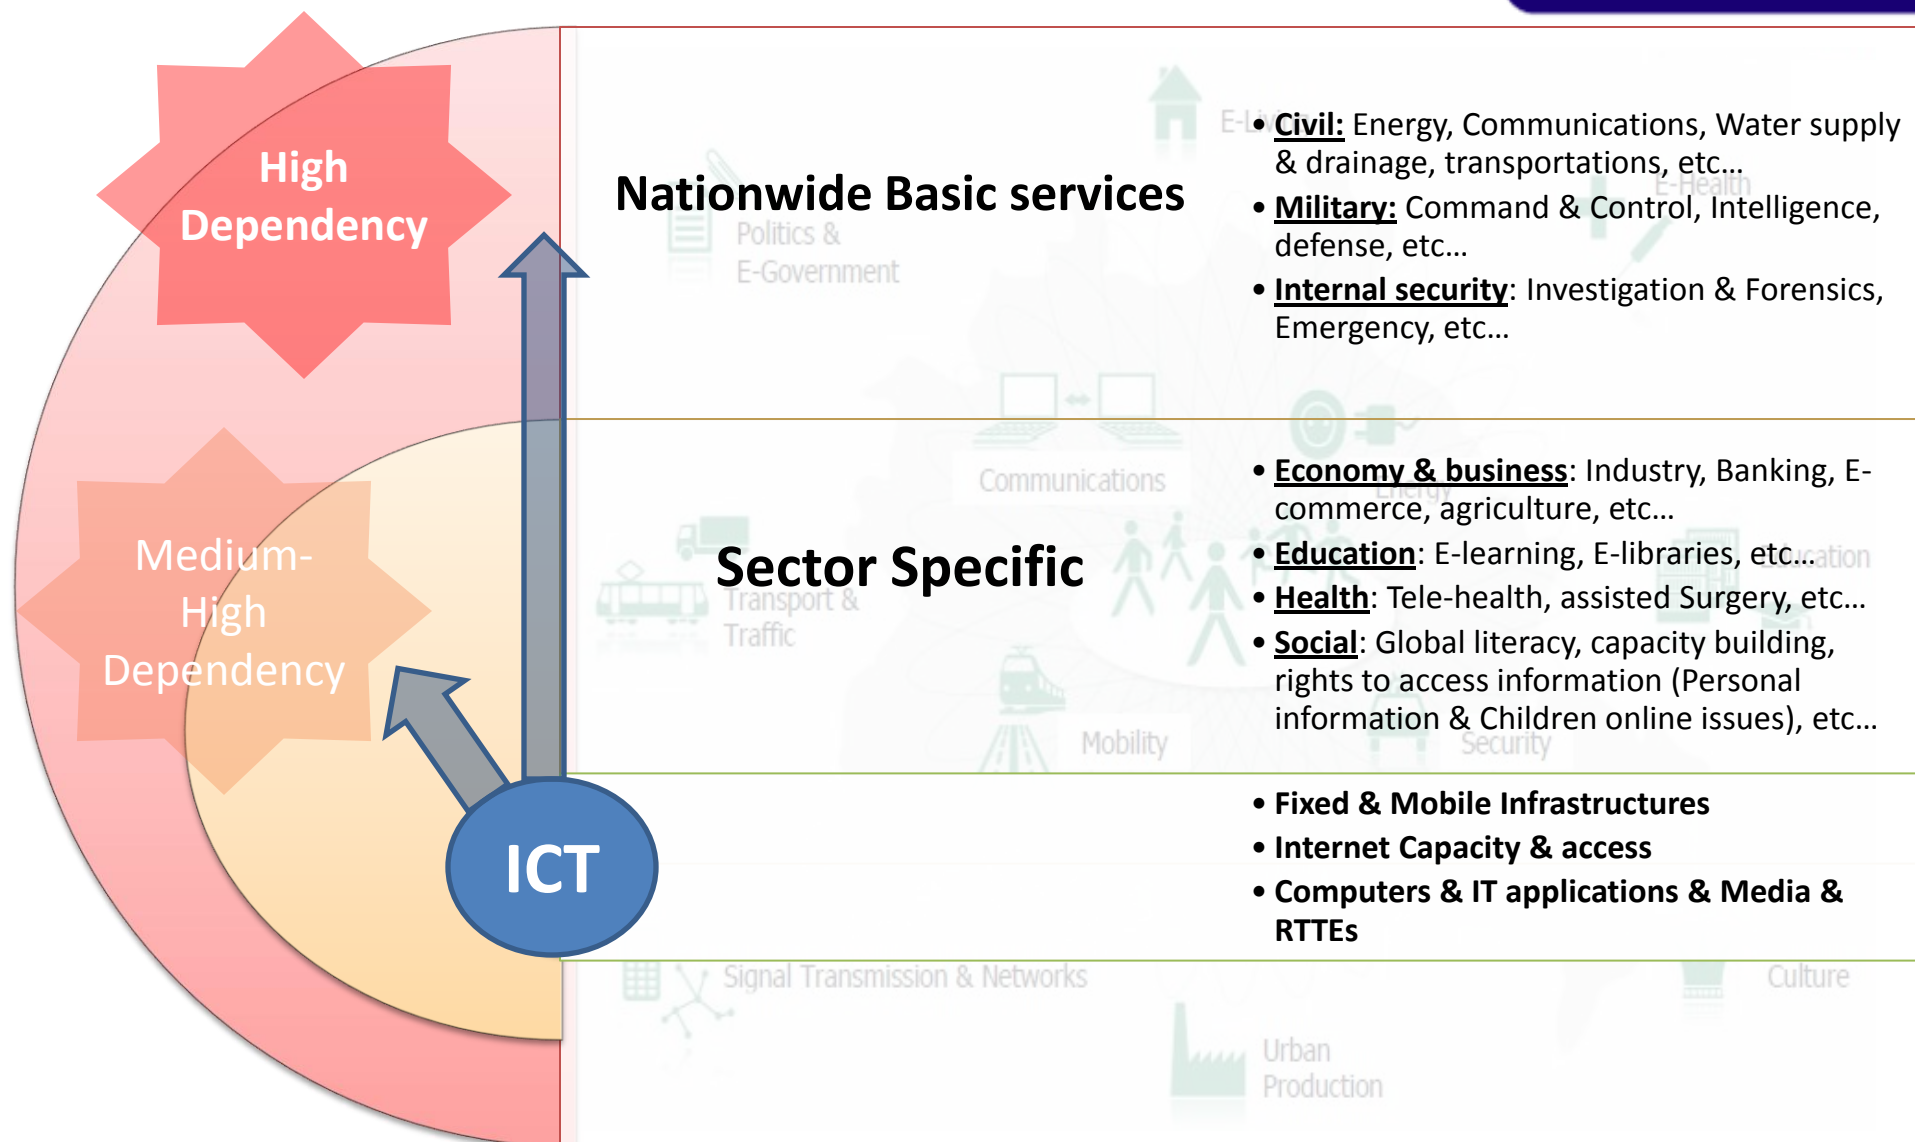 High
Dependency
Nationwide Basic services
• Civil: Energy, Communications, Water supply
& drainage, transportations, etc...
• Military: Command & Control, Intelligence,
defense, etc...
• Internal security: Investigation & Forensics,
Emergency, etc...
E-Living
E-Health
Politics &
E-Government
Medium-
High
Dependency
Sector Specific
• Economy & business: Industry, Banking, E-
commerce, agriculture, etc...
• Education: E-learning, E-libraries, etc...
• Health: Tele-health, assisted Surgery, etc...
• Social: Global literacy, capacity building,
rights to access information (Personal
information & Children online issues), etc...
Communications
Energy
Education
Transport &
Traffic
Mobility
Security
ICT
• Fixed & Mobile Infrastructures
• Internet Capacity & access
• Computers & IT applications & Media &
RTTEs
Signal Transmission & Networks
Culture
Urban
Production